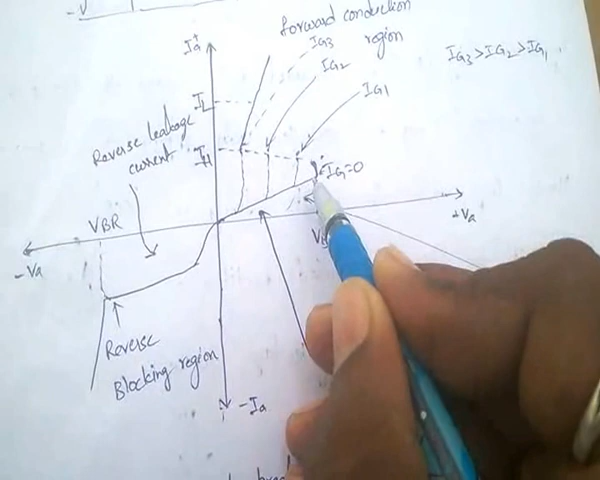 -V
forward conduction
region
Ia
IG3
IG2
IG1
IG3 > IG2 > IG1
IL
IH
IG=0
Reverse leakage
current
VBR
-Va
+Va
Reverse
Blocking region
-Ia